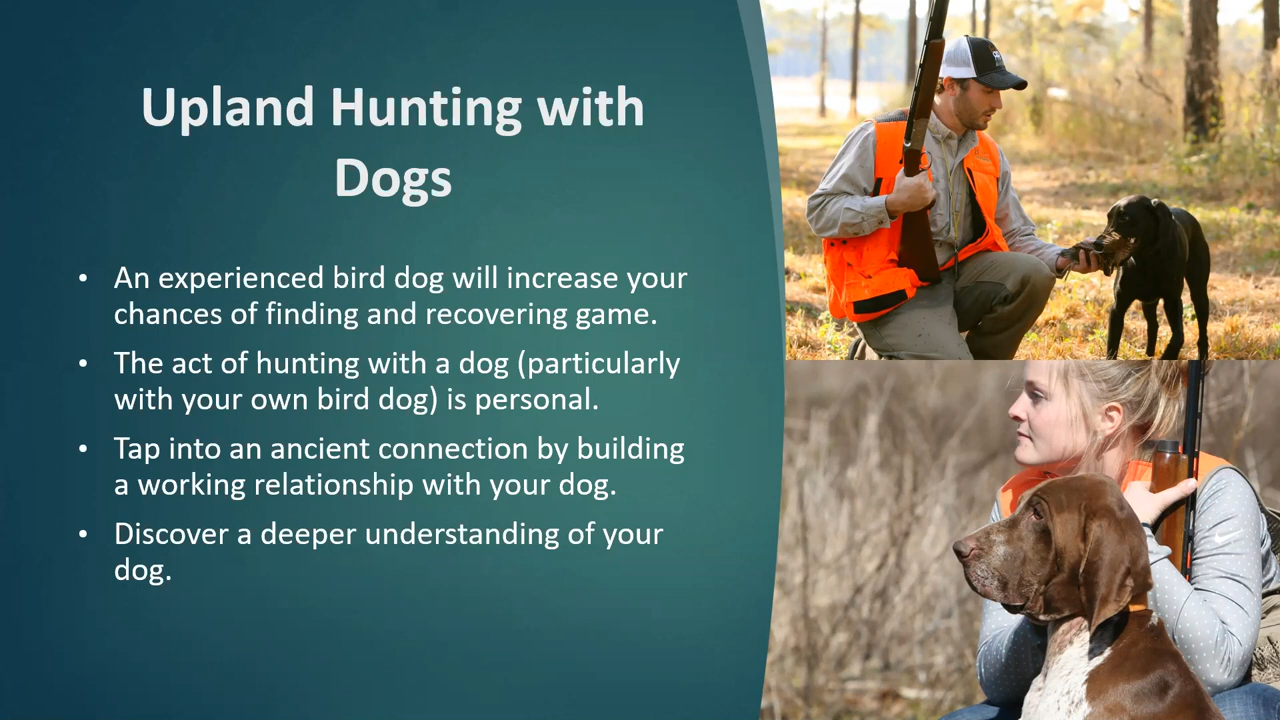 Upland Hunting with
Dogs
• An experienced bird dog will increase your
chances of finding and recovering game.
• The act of hunting with a dog (particularly
with your own bird dog) is personal.
• Tap into an ancient connection by building
a working relationship with your dog.
• Discover a deeper understanding of your
dog.